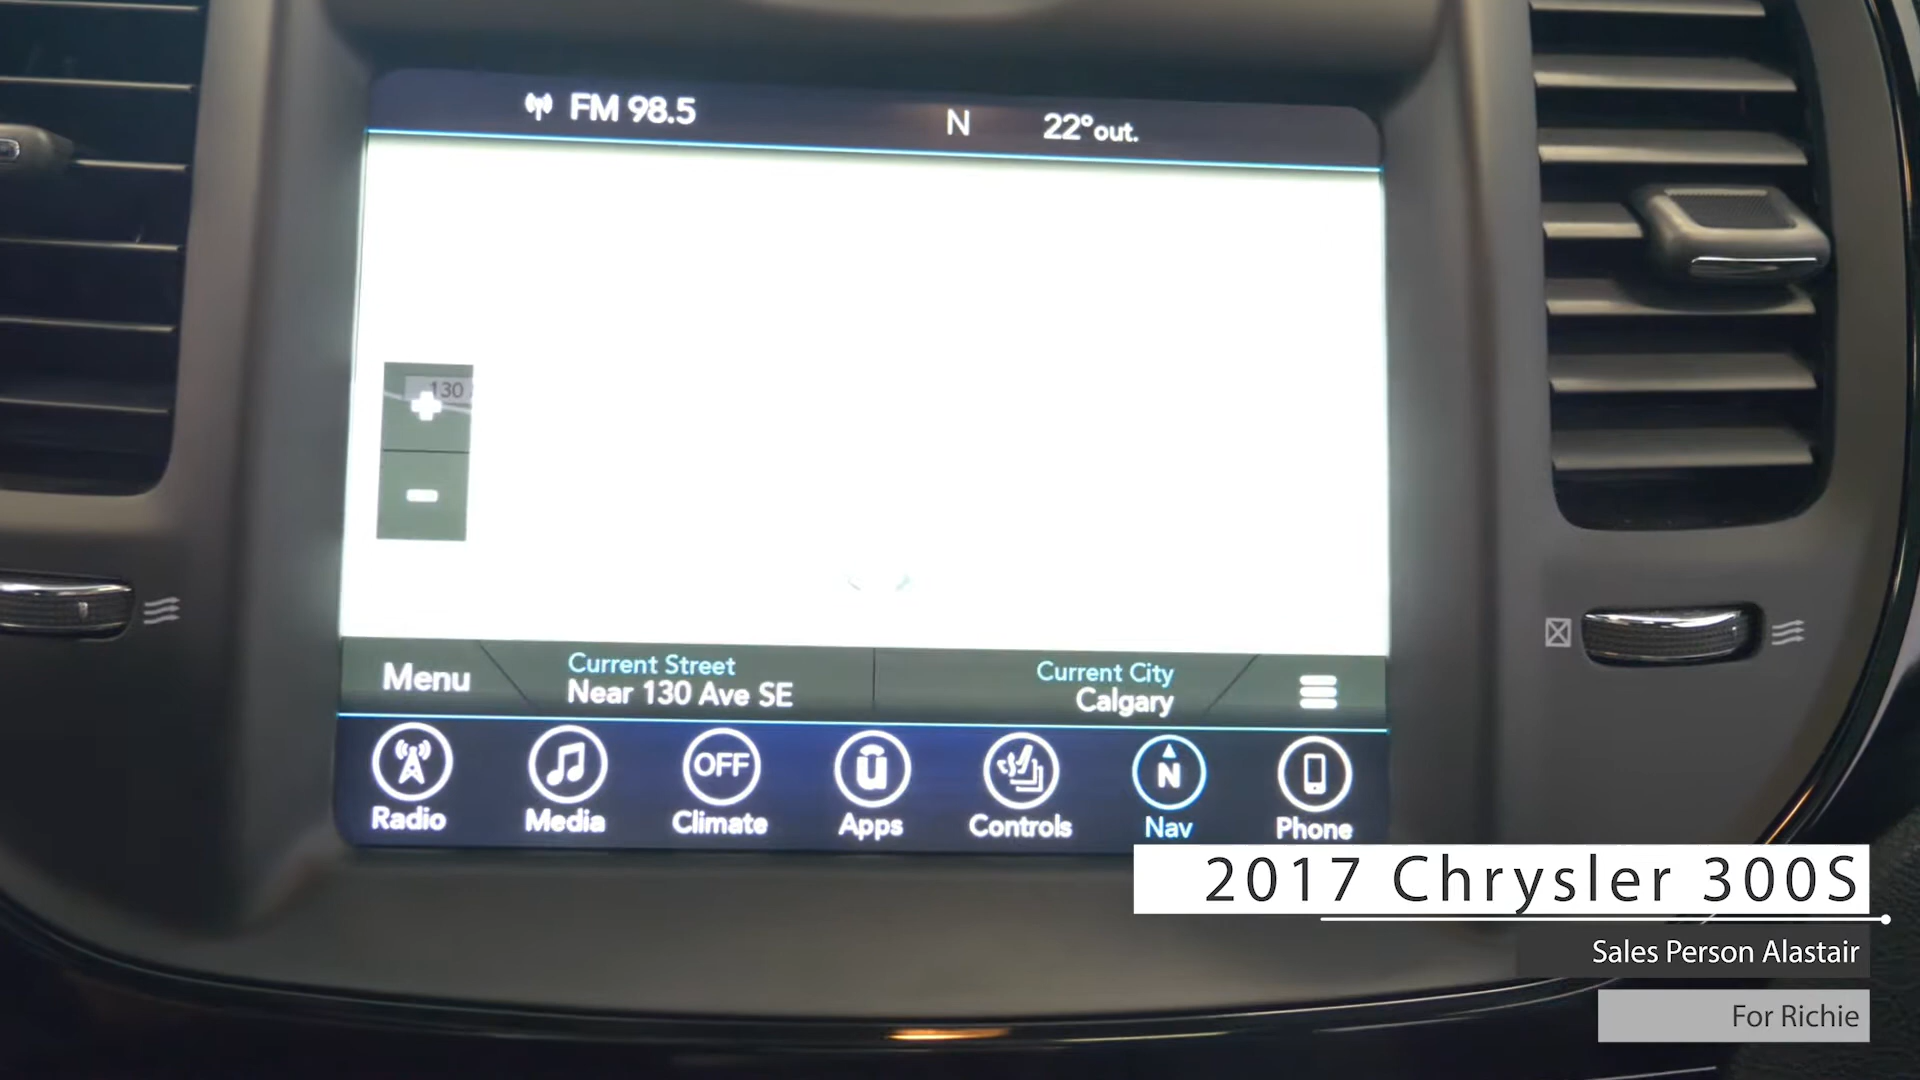 FM 98.5
N
22°out.
130
Current Street
Near 130 Ave SE
Current City
Calgary
Menu
OFF
N
Radio
Media
Climate
Apps
Controls
Nav
Phone
2017 Chrysler 300S
Sales Person Alastair
For Richie